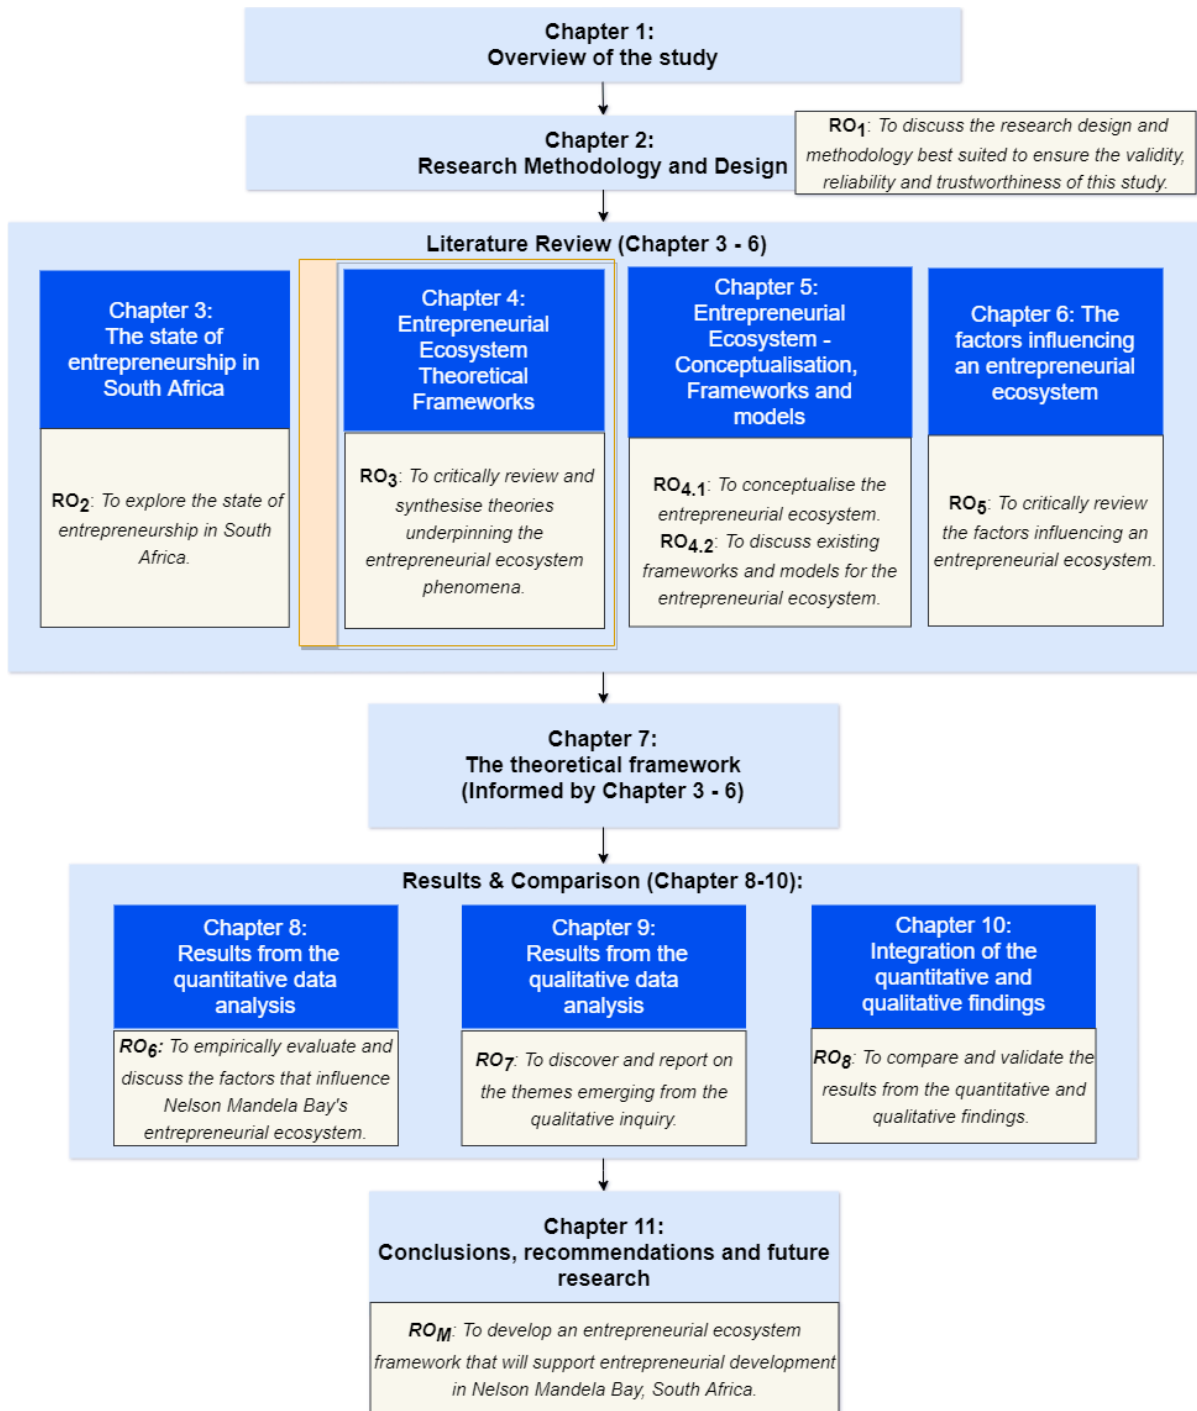 Chapter 1:
Overview of the study
Chapter 2:
Research Methodology and Design
RO1: To discuss the research design and
methodology best suited to ensure the validity,
reliability and trustworthiness of this study.
Literature Review (Chapter 3 - 6)
Chapter 3:
The state of
entrepreneurship in
South Africa
RO2: To explore the state of
entrepreneurship in South
Africa.
Chapter 4:
Entrepreneurial
Ecosystem
Theoretical
Frameworks
RO3: To critically review and
synthesise theories
underpinning the
entrepreneurial ecosystem
phenomena.
Chapter 5:
Entrepreneurial
Ecosystem -
Conceptualisation,
Frameworks and
models
RO4.1: To conceptualise the
entrepreneurial ecosystem.
RO4.2: To discuss existing
frameworks and models for the
entrepreneurial ecosystem.
Chapter 6: The
factors influencing
an entrepreneurial
ecosystem
RO5: To critically review
the factors influencing an
entrepreneurial ecosystem.
Chapter 7:
The theoretical framework
(Informed by Chapter 3 - 6)
Results & Comparison (Chapter 8-10):
Chapter 8:
Results from the
quantitative data
analysis
RO6: To empirically evaluate and
discuss the factors that influence
Nelson Mandela Bay's
entrepreneurial ecosystem.
Chapter 9:
Results from the
qualitative data
analysis
RO7: To discover and report on
the themes emerging from the
qualitative inquiry.
Chapter 10:
Integration of the
quantitative and
qualitative findings
RO8: To compare and validate the
results from the quantitative and
qualitative findings.
Chapter 11:
Conclusions, recommendations and future
research
ROM: To develop an entrepreneurial ecosystem
framework that will support entrepreneurial development
in Nelson Mandela Bay, South Africa.